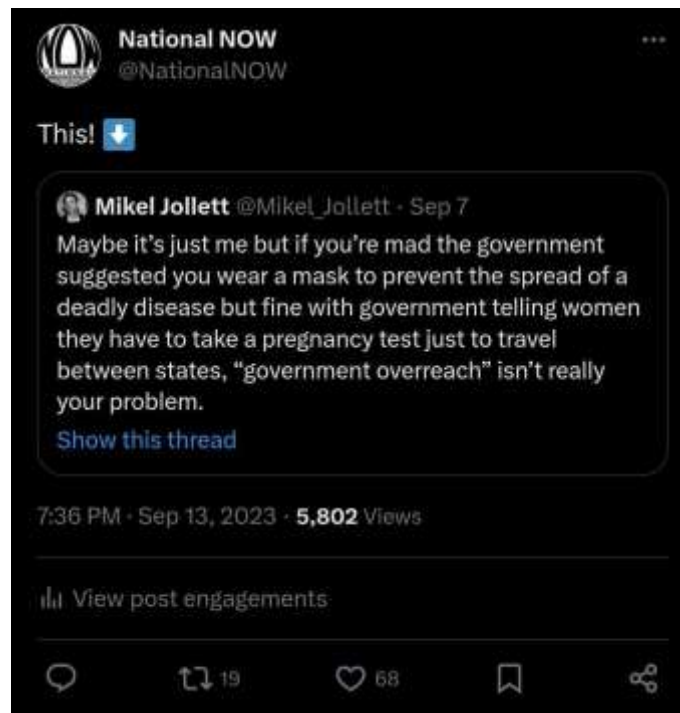 National NOW
@NationalNOW
This! ⬇️
Mikel Jollett @Mikel_Jollett · Sep 7
Maybe it's just me but if you're mad the government
suggested you wear a mask to prevent the spread of a
deadly disease but fine with government telling women
they have to take a pregnancy test just to travel
between states, “government overreach” isn't really
your problem.
Show this thread
7:36 PM · Sep 13, 2023 · 5,802 Views
View post engagements
19 68